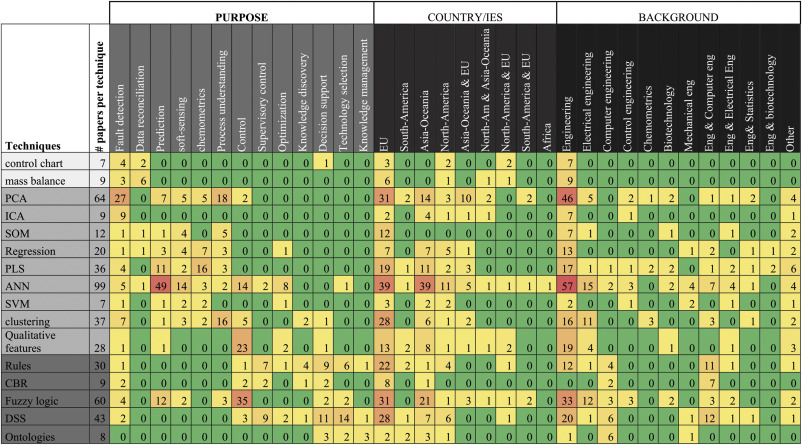 PURPOSE COUNTRY/IES BACKGROUND
Techniques # papers per technique Fault detection Data reconciliation Prediction soft-sensing chemometrics Process understanding Control Supervisory control Optimization Knowledge discovery Decision support Technology selection Knowledge management EU South-America Asia-Oceania North-America Asia-Oceania & EU North-Am & Asia-Oceania North-America & EU South-America & EU Africa Engineering Electrical engineering Computer engineering Control engineering Chemometrics Biotechnology Mechanical eng Eng & Computer eng Eng & Electrical Eng Eng& Statistics Eng & biotechnology Other
control chart 7 4 2 0 0 0 0 0 0 0 0 1 0 0 3 0 0 2 0 0 2 0 0 7 0 0 0 0 0 0 0 0 0 0 0
mass balance 9 3 6 0 0 0 0 0 0 0 0 0 0 0 6 0 0 1 0 1 1 0 0 9 0 0 0 0 0 0 0 0 0 0 0
PCA 64 27 0 7 5 5 18 2 0 0 0 0 0 0 31 2 14 3 10 2 0 2 0 46 5 0 2 1 2 0 1 1 2 0 4
ICA 9 9 0 0 0 0 0 0 0 0 0 0 0 0 2 0 4 1 1 1 0 0 0 7 0 0 1 0 0 0 0 0 0 0 1
SOM 12 1 1 1 4 0 5 0 0 0 0 0 0 0 12 0 0 0 0 0 0 0 0 7 1 0 0 0 1 0 0 1 0 0 2
Regression 20 1 1 3 4 7 3 0 0 1 0 0 0 0 7 0 7 5 1 0 0 0 0 13 0 0 0 0 0 1 2 0 1 1 2
PLS 36 4 0 11 2 16 3 0 0 0 0 0 0 0 19 1 11 2 3 0 0 0 0 17 1 1 1 2 2 0 1 2 1 2 6
ANN 99 5 1 49 14 3 2 14 2 8 0 0 1 0 39 1 39 11 5 1 1 1 1 57 15 2 3 0 2 4 7 4 1 0 4
SVM 7 1 0 1 2 2 0 0 0 1 0 0 0 0 3 0 2 2 0 0 0 0 0 2 0 0 1 0 0 2 0 1 0 0 1
clustering 37 7 0 1 2 3 16 5 0 0 2 1 0 0 28 0 6 1 2 0 0 0 0 16 11 0 0 3 0 0 3 0 1 0 2
Qualitative
features 28 1 0 1 0 0 0 23 0 2 0 1 0 0 13 2 8 1 1 1 2 0 0 19 4 0 0 0 1 0 0 1 0 0 3
Rules 30 1 0 0 0 0 0 1 7 1 4 9 6 1 22 2 1 4 0 0 1 0 0 12 1 4 0 0 0 0 11 0 0 0 2
CBR 9 2 0 0 0 0 0 2 2 0 1 2 0 0 8 0 1 0 0 0 0 0 0 2 0 0 0 0 0 0 7 0 0 0 0
Fuzzy logic 60 4 0 12 2 0 3 35 0 0 0 2 2 0 31 0 21 3 1 1 1 2 0 33 12 3 3 0 2 0 2 1 1 0 3
DSS 43 2 0 0 0 0 0 3 9 2 1 11 14 1 28 1 7 6 0 0 1 0 0 20 1 6 0 0 0 1 12 1 1 0 1
Ontologies 8 0 0 0 0 0 0 0 0 0 0 3 2 3 2 2 3 1 0 0 0 0 0 1 0 6 0 0 0 1 0 0 0 0 0